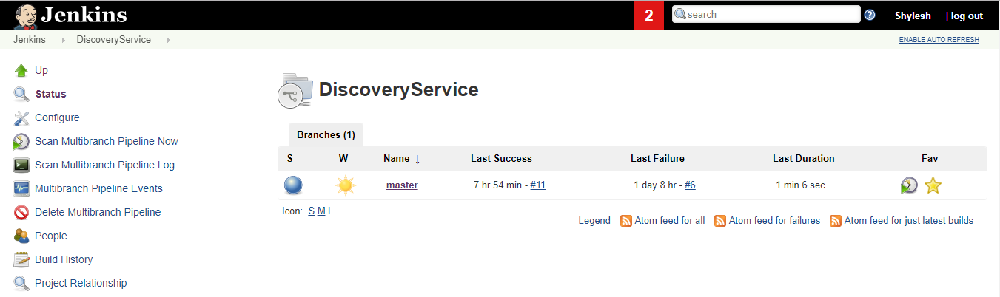 Jenkins 2 search Shylesh | log out
Jenkins DiscoveryService ENABLE AUTO REFRESH
Up
Status
Configure
Scan Multibranch Pipeline Now
Scan Multibranch Pipeline Log
Multibranch Pipeline Events
Delete Multibranch Pipeline
People
Build History
Project Relationship
DiscoveryService
Branches (1)
S W Name ↓ Last Success Last Failure Last Duration Fav
master 7 hr 54 min - #11 1 day 8 hr - #6 1 min 6 sec
Icon: S M L
Legend Atom feed for all Atom feed for failures Atom feed for just latest builds